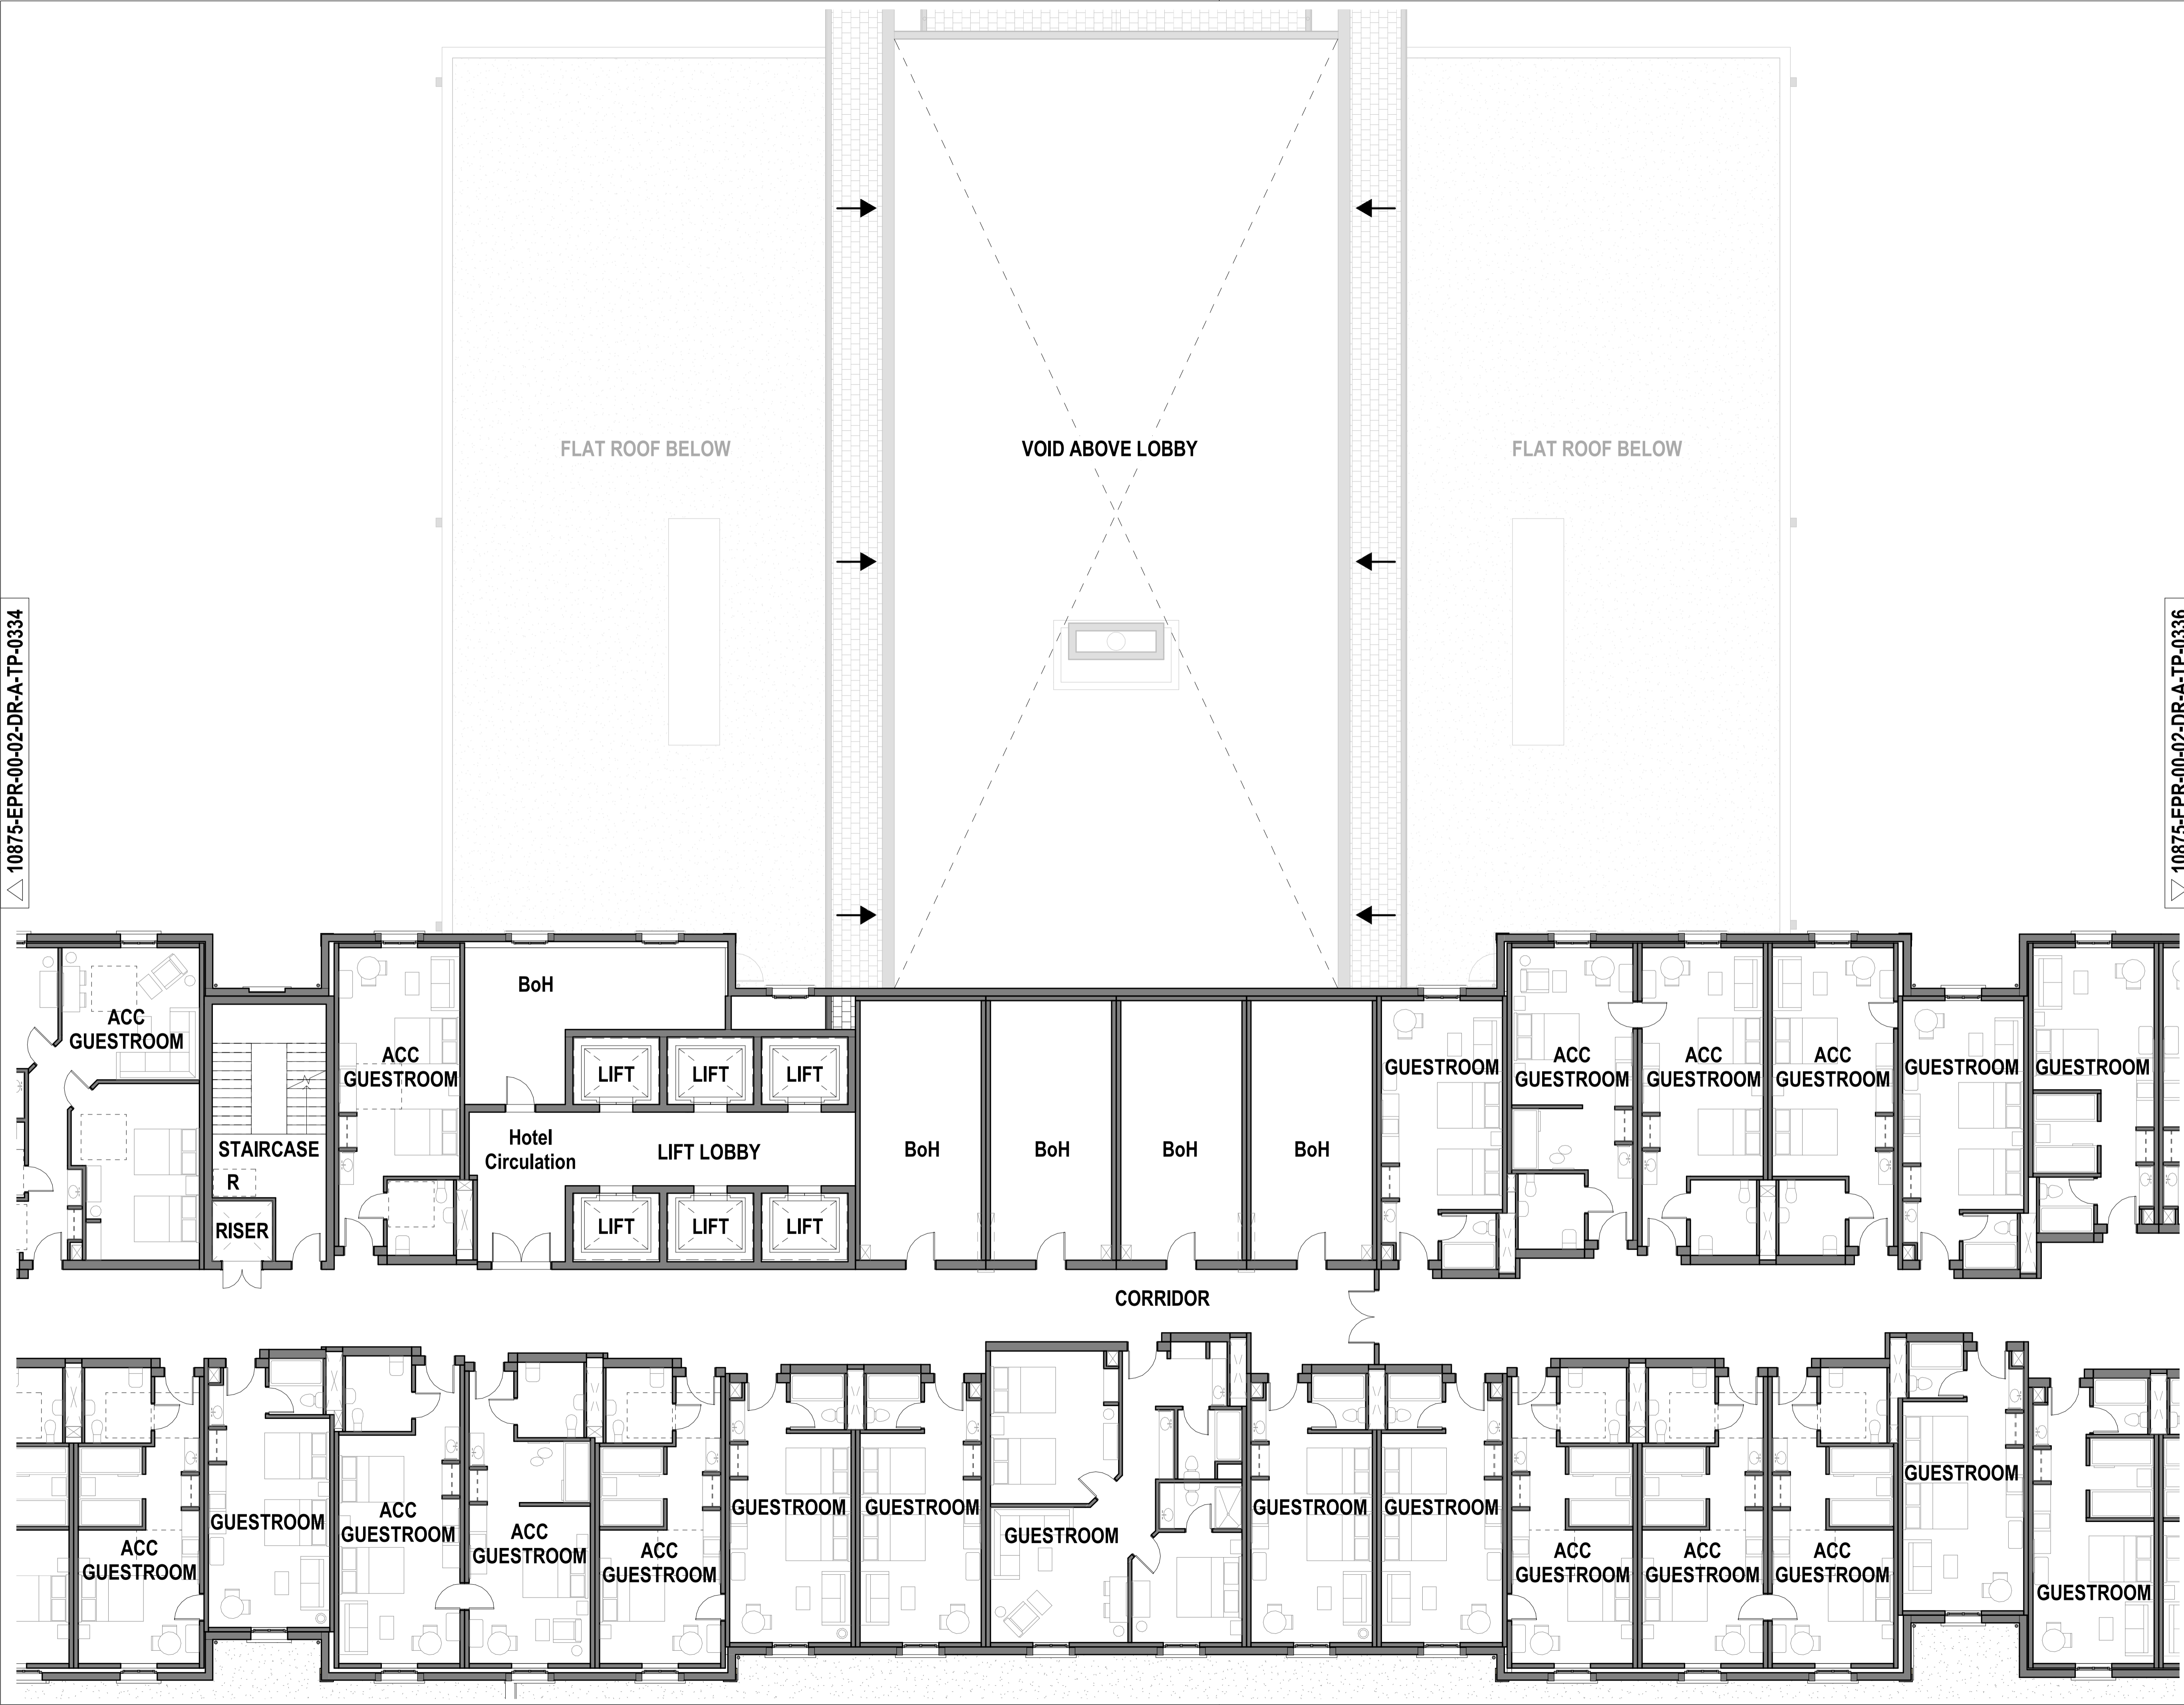 FLAT ROOF BELOW
VOID ABOVE LOBBY
FLAT ROOF BELOW
10875-EPR-00-02-DR-A-TP-0334
10875-EPR-00-02-DR-A-TP-0336
ACC
GUESTROOM
STAIRCASE
R
RISER
ACC
GUESTROOM
BoH
LIFT
LIFT
LIFT
Hotel
Circulation
LIFT LOBBY
LIFT
LIFT
LIFT
BoH
BoH
BoH
BoH
GUESTROOM
ACC
GUESTROOM
ACC
GUESTROOM
ACC
GUESTROOM
GUESTROOM
GUESTROOM
CORRIDOR
ACC
GUESTROOM
GUESTROOM
ACC
GUESTROOM
ACC
GUESTROOM
ACC
GUESTROOM
GUESTROOM
GUESTROOM
GUESTROOM
GUESTROOM
GUESTROOM
ACC
GUESTROOM
ACC
GUESTROOM
ACC
GUESTROOM
GUESTROOM
GUESTROOM